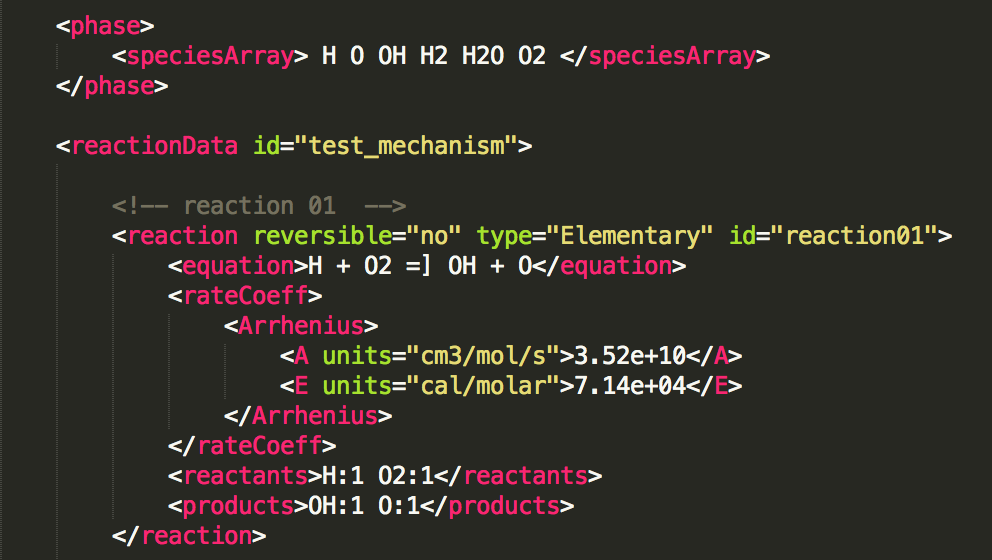 <phase>
<speciesArray> H O OH H2 H2O O2 </speciesArray>
</phase>
<reactionData id="test_mechanism">
<!-- reaction 01  -->
<reaction reversible="no" type="Elementary" id="reaction01">
<equation>H + O2 =] OH + O</equation>
<rateCoeff>
<Arrhenius>
<A units="cm3/mol/s">3.52e+10</A>
<E units="cal/molar">7.14e+04</E>
</Arrhenius>
</rateCoeff>
<reactants>H:1 O2:1</reactants>
<products>OH:1 O:1</products>
</reaction>